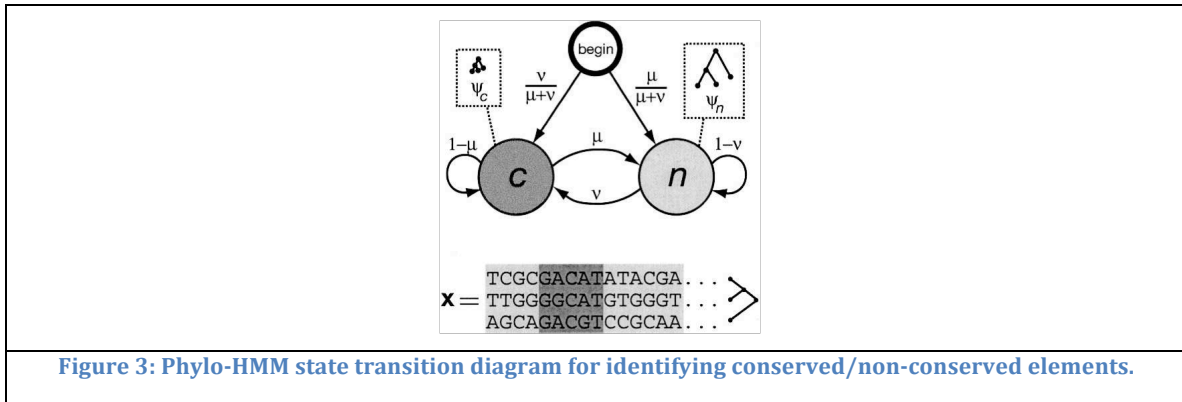 begin
ν/μ+ν
μ/μ+ν
ψc
ψn
1−μ
μ
1−ν
c
n
ν
TCGCGACATATACGA...
x = TTGGGGCATGTGGGT...
AGCAGACGTCCGCAA...
Figure 3: Phylo-HMM state transition diagram for identifying conserved/non-conserved elements.